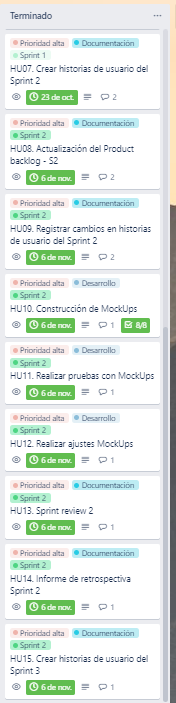 Terminado
Prioridad alta Documentación
Sprint 1
HU07. Crear historias de usuario del
Sprint 2
23 de oct. 2
Prioridad alta Documentación
Sprint 2
HU08. Actualización del Product
backlog - S2
6 de nov. 2
Prioridad alta Documentación
Sprint 2
HU09. Registrar cambios en historias
de usuario del Sprint 2
6 de nov. 2
Prioridad alta Desarrollo
Sprint 2
HU10. Construcción de MockUps
6 de nov. 1 8/8
Prioridad alta Desarrollo
Sprint 2
HU11. Realizar pruebas con MockUps
6 de nov. 1
Prioridad alta Desarrollo
Sprint 2
HU12. Realizar ajustes MockUps
6 de nov. 1
Prioridad alta Documentación
Sprint 2
HU13. Sprint review 2
6 de nov. 1
Prioridad alta Documentación
Sprint 2
HU14. Informe de retrospectiva
Sprint 2
6 de nov. 1
Prioridad alta Documentación
Sprint 2
HU15. Crear historias de usuario del
Sprint 3
6 de nov. 1